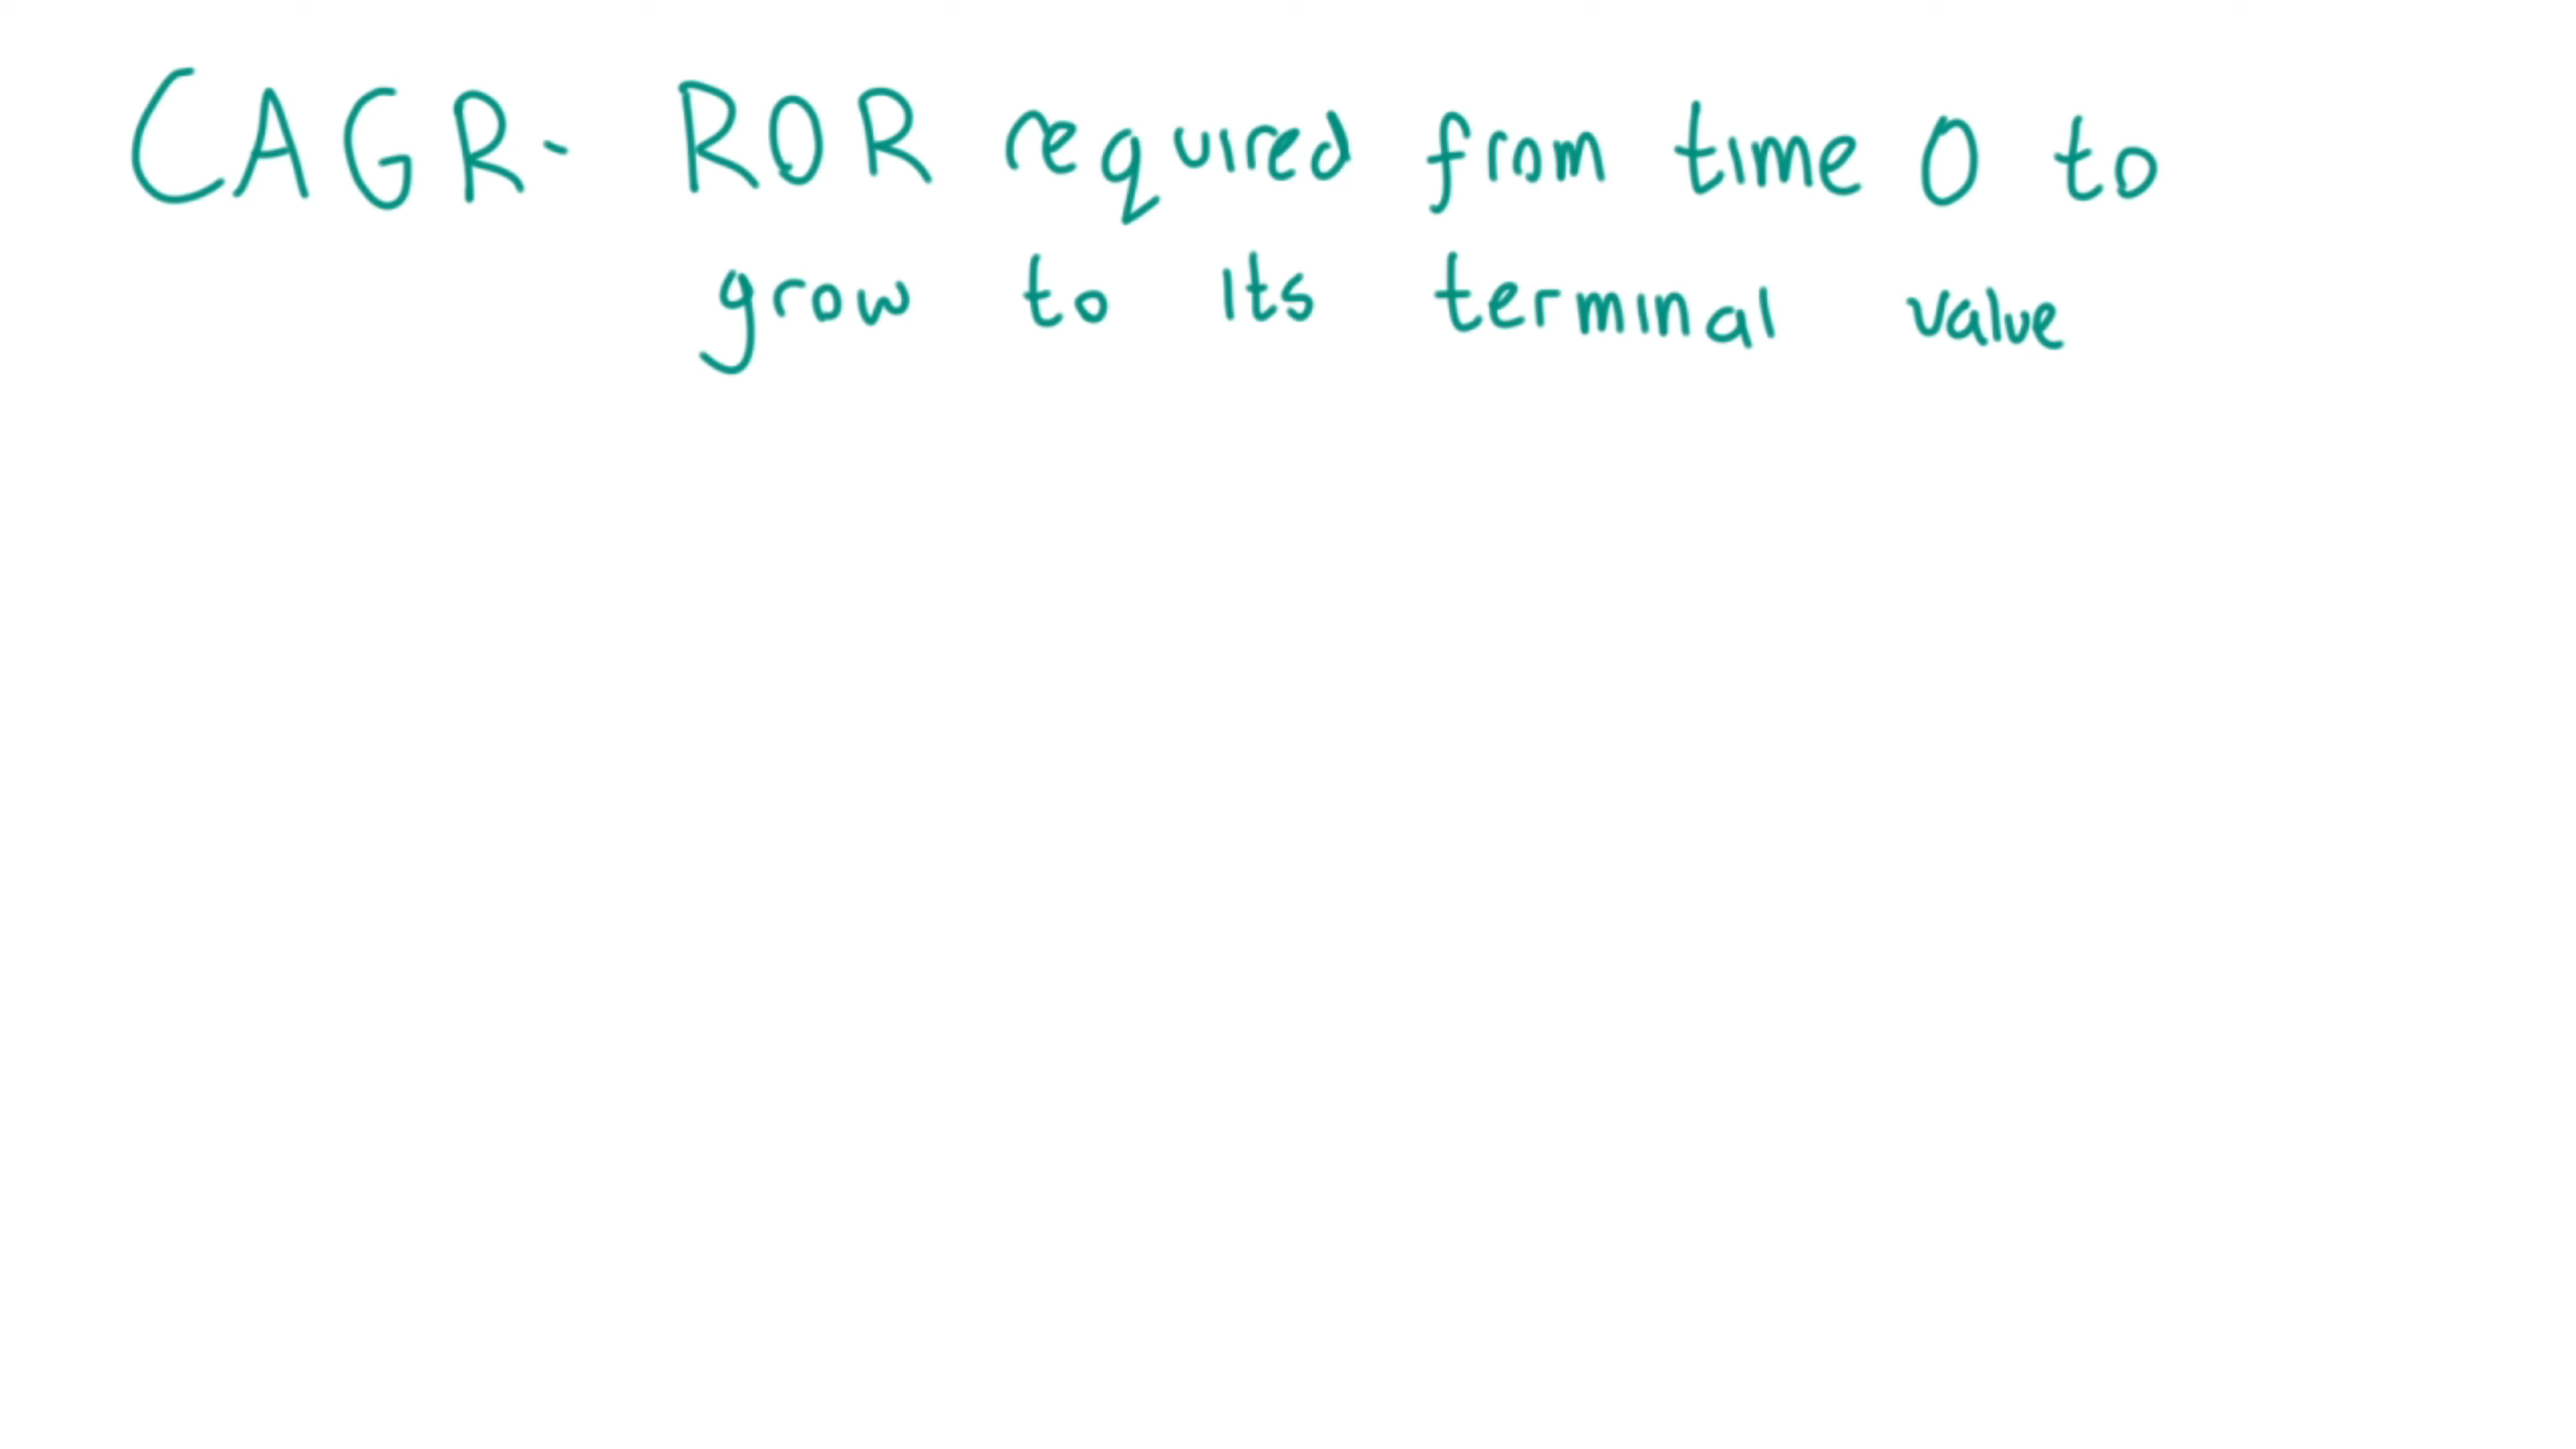 CAGR- ROR required from time 0 to
grow to its terminal value